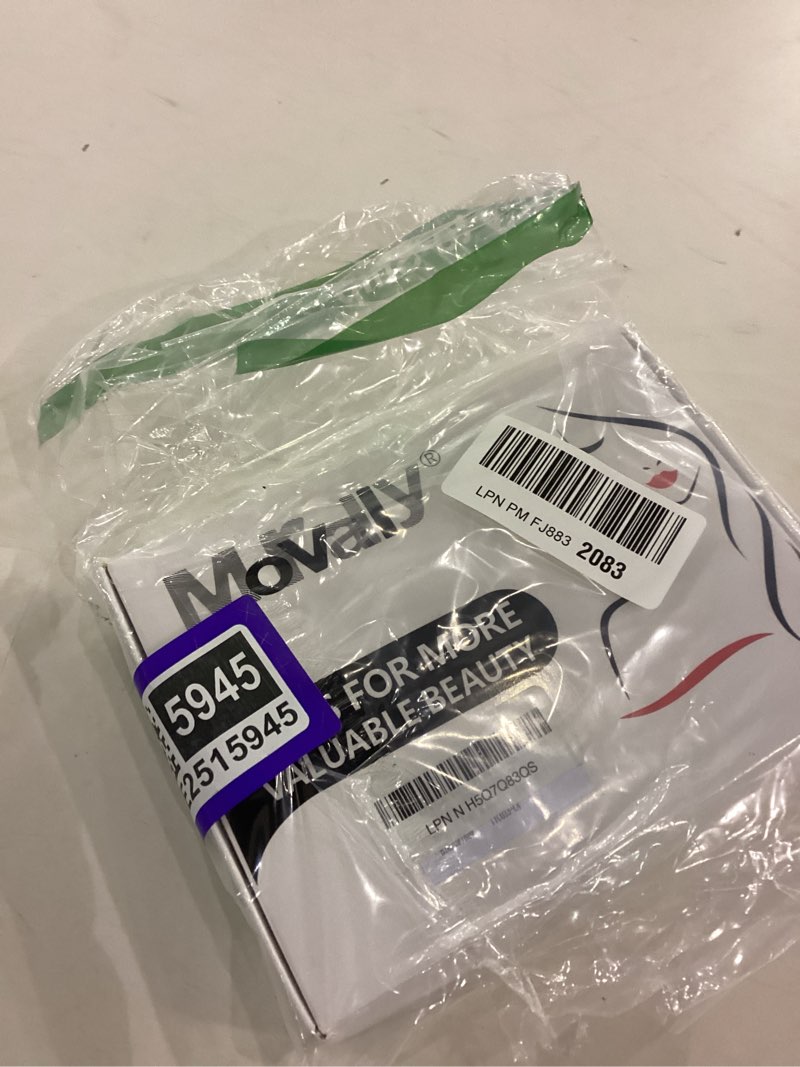 Movally®
LPN PM FJ883 2083
5945
2515945
FOR MORE
VALUABLE BEAUTY
LPN N H5Q7Q83OS